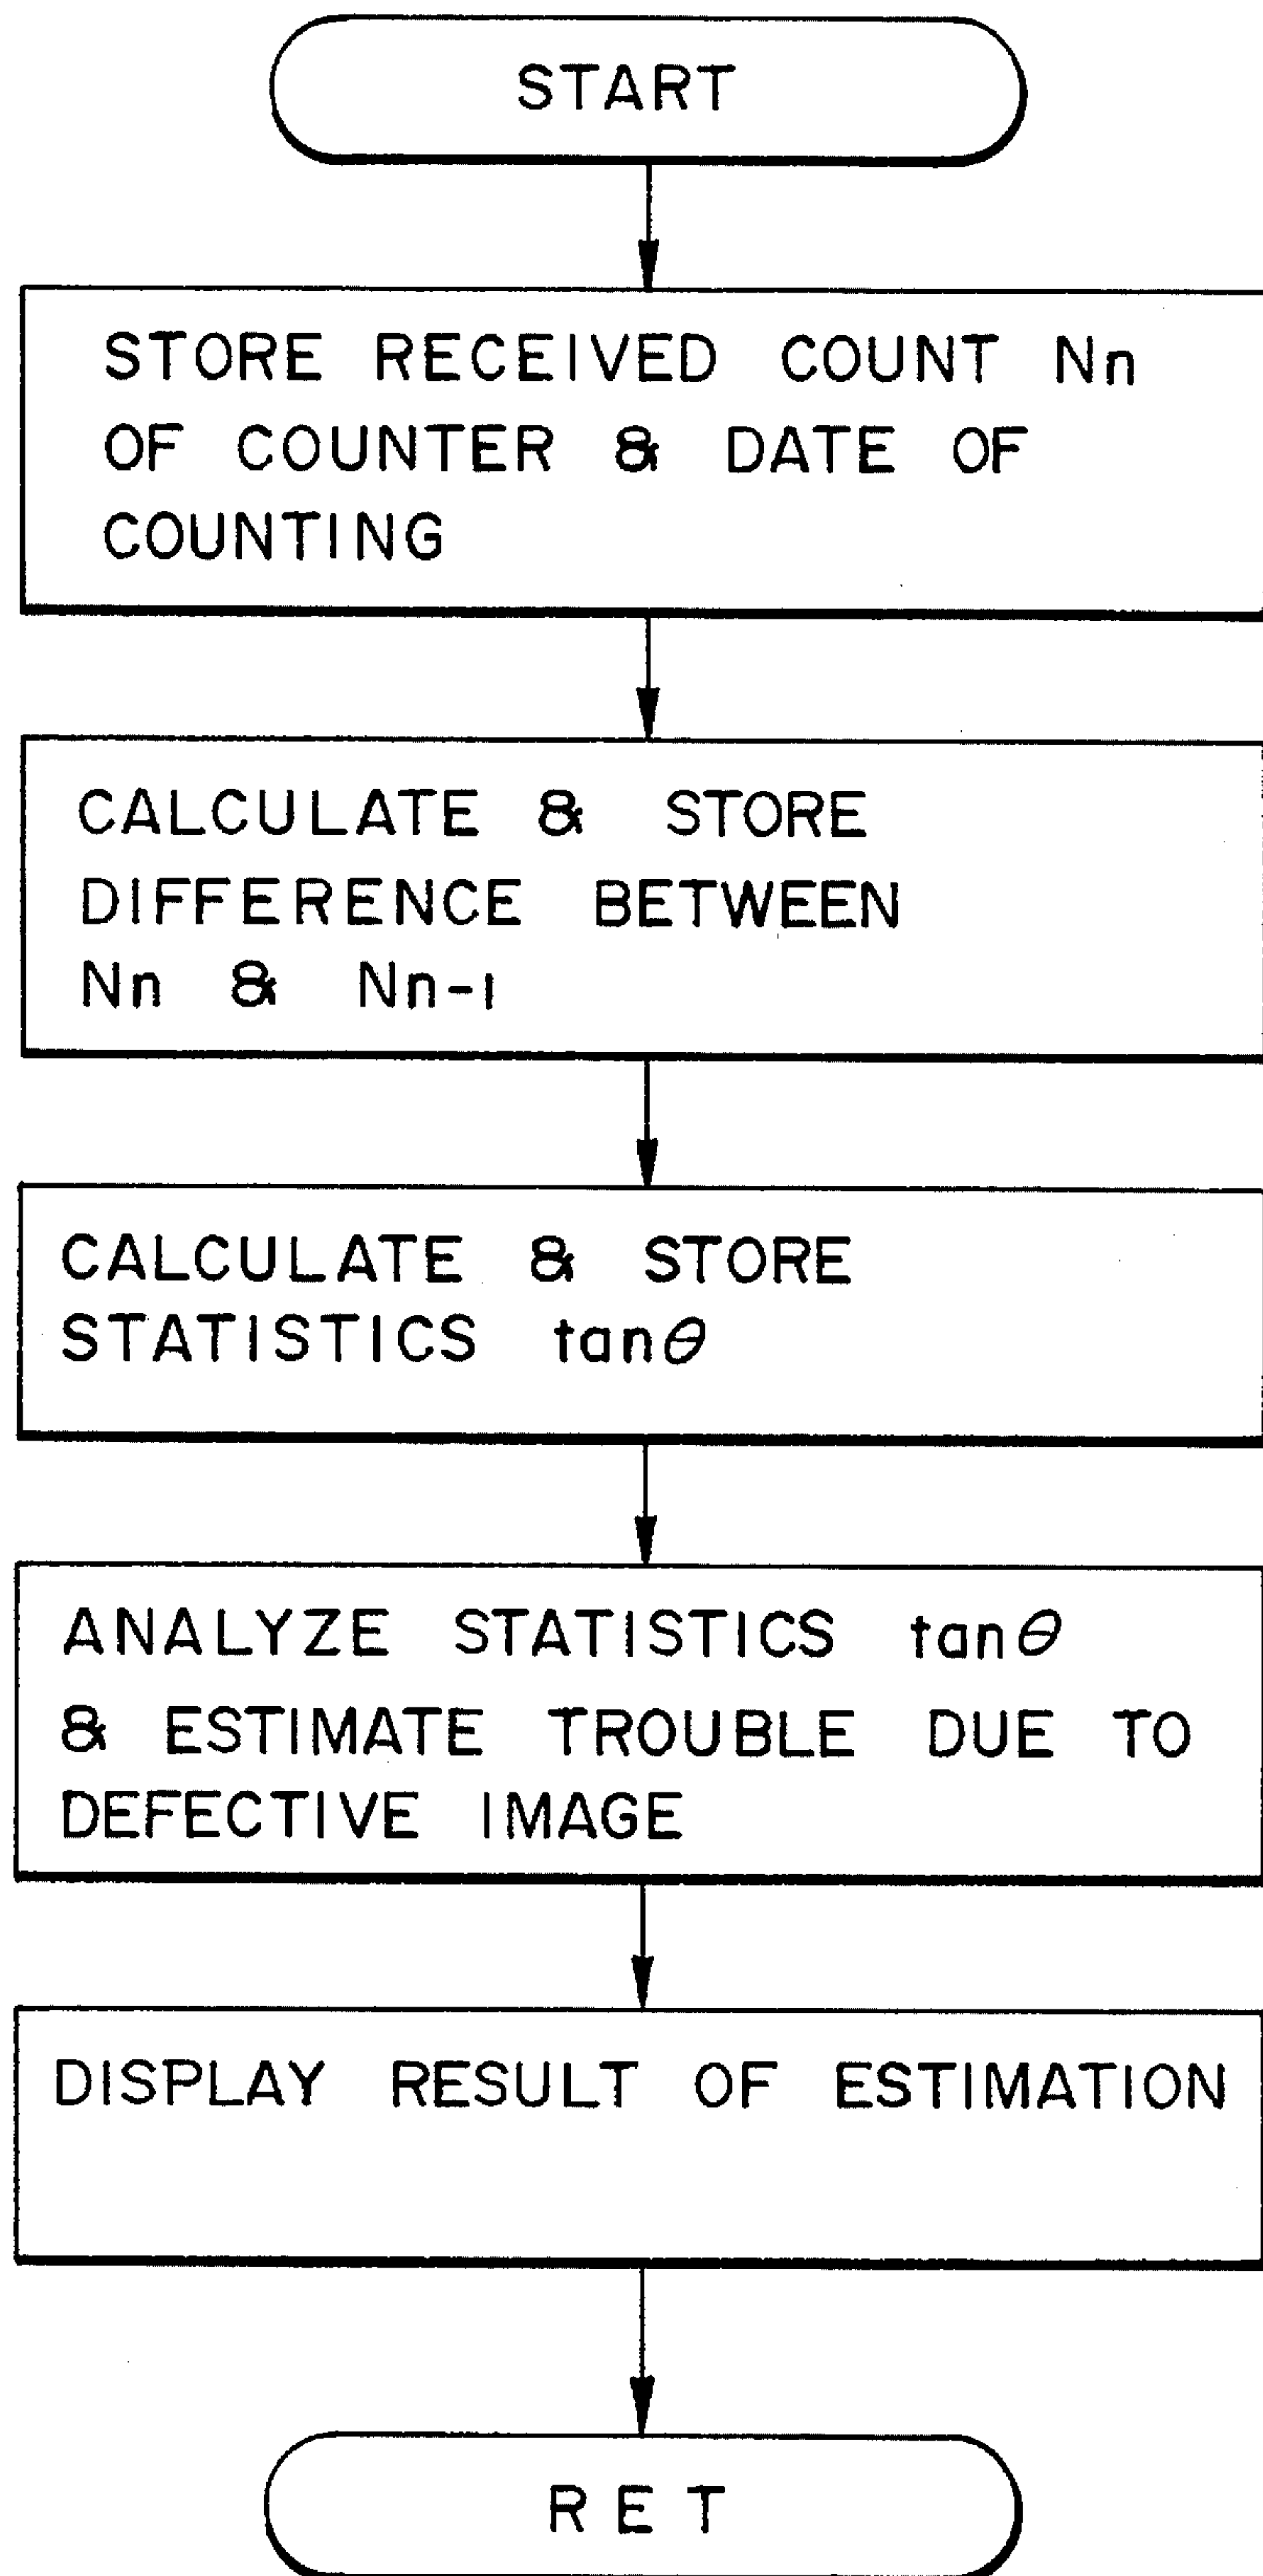 START
STORE RECEIVED COUNT Nn
OF COUNTER & DATE OF
COUNTING
CALCULATE & STORE
DIFFERENCE BETWEEN
Nn & Nn-1
CALCULATE & STORE
STATISTICS tanθ
ANALYZE STATISTICS tanθ
& ESTIMATE TROUBLE DUE TO
DEFECTIVE IMAGE
DISPLAY RESULT OF ESTIMATION
RET